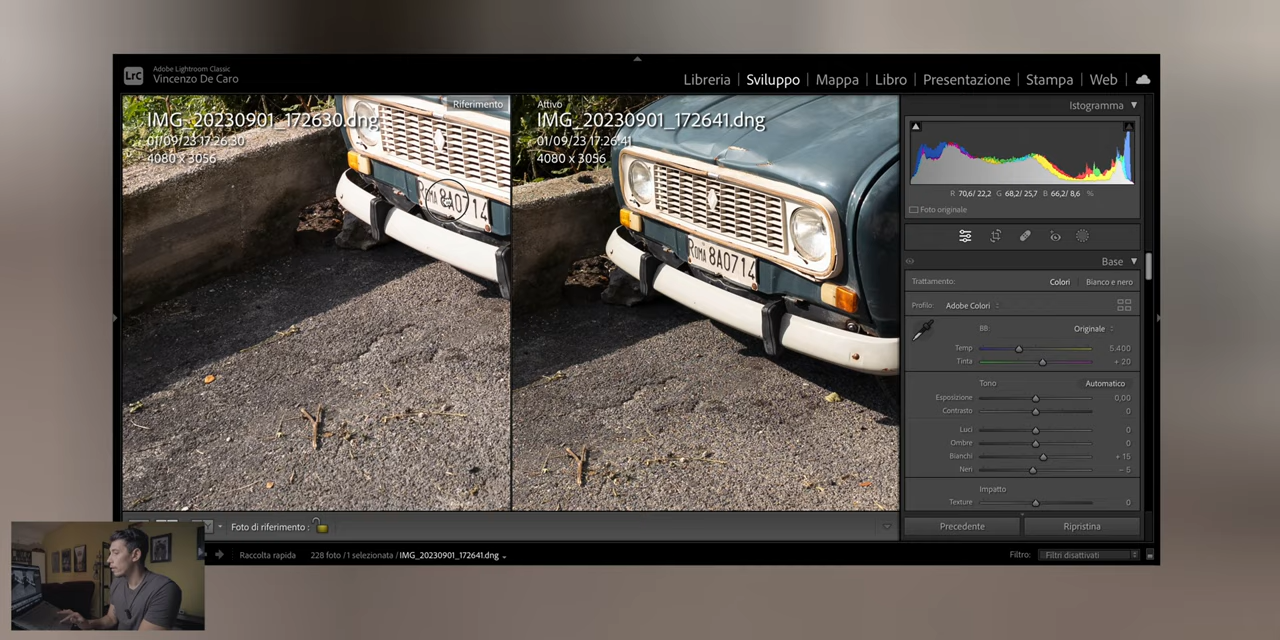 LrC
Adobe Lightroom Classic
Vincenzo De Caro
Libreria | Sviluppo | Mappa | Libro | Presentazione | Stampa | Web
Riferimento
IMG_20230901_172630.dng
01/09/23 17:26:30
4080 x 3056
ROMA 8A0714
Attivo
IMG_20230901_172641.dng
01/09/23 17:26:41
4080 x 3056
ROMA 8A0714
Istogramma
R 70,6/ 22,2 G 68,2/ 25,7 B 66,2/ 8,6 %
Foto originale
Base
Trattamento: Colori Bianco e nero
Profilo: Adobe Colori
BB: Originale
Temp 5.400
Tinta + 20
Tono Automatico
Esposizione 0,00
Contrasto 0
Luci 0
Ombre 0
Bianchi + 15
Neri – 5
Impatto
Texture 0
Precedente Ripristina
Foto di riferimento :
Raccolta rapida 228 foto /1 selezionata / IMG_20230901_172641.dng
Filtro: Filtri disattivati